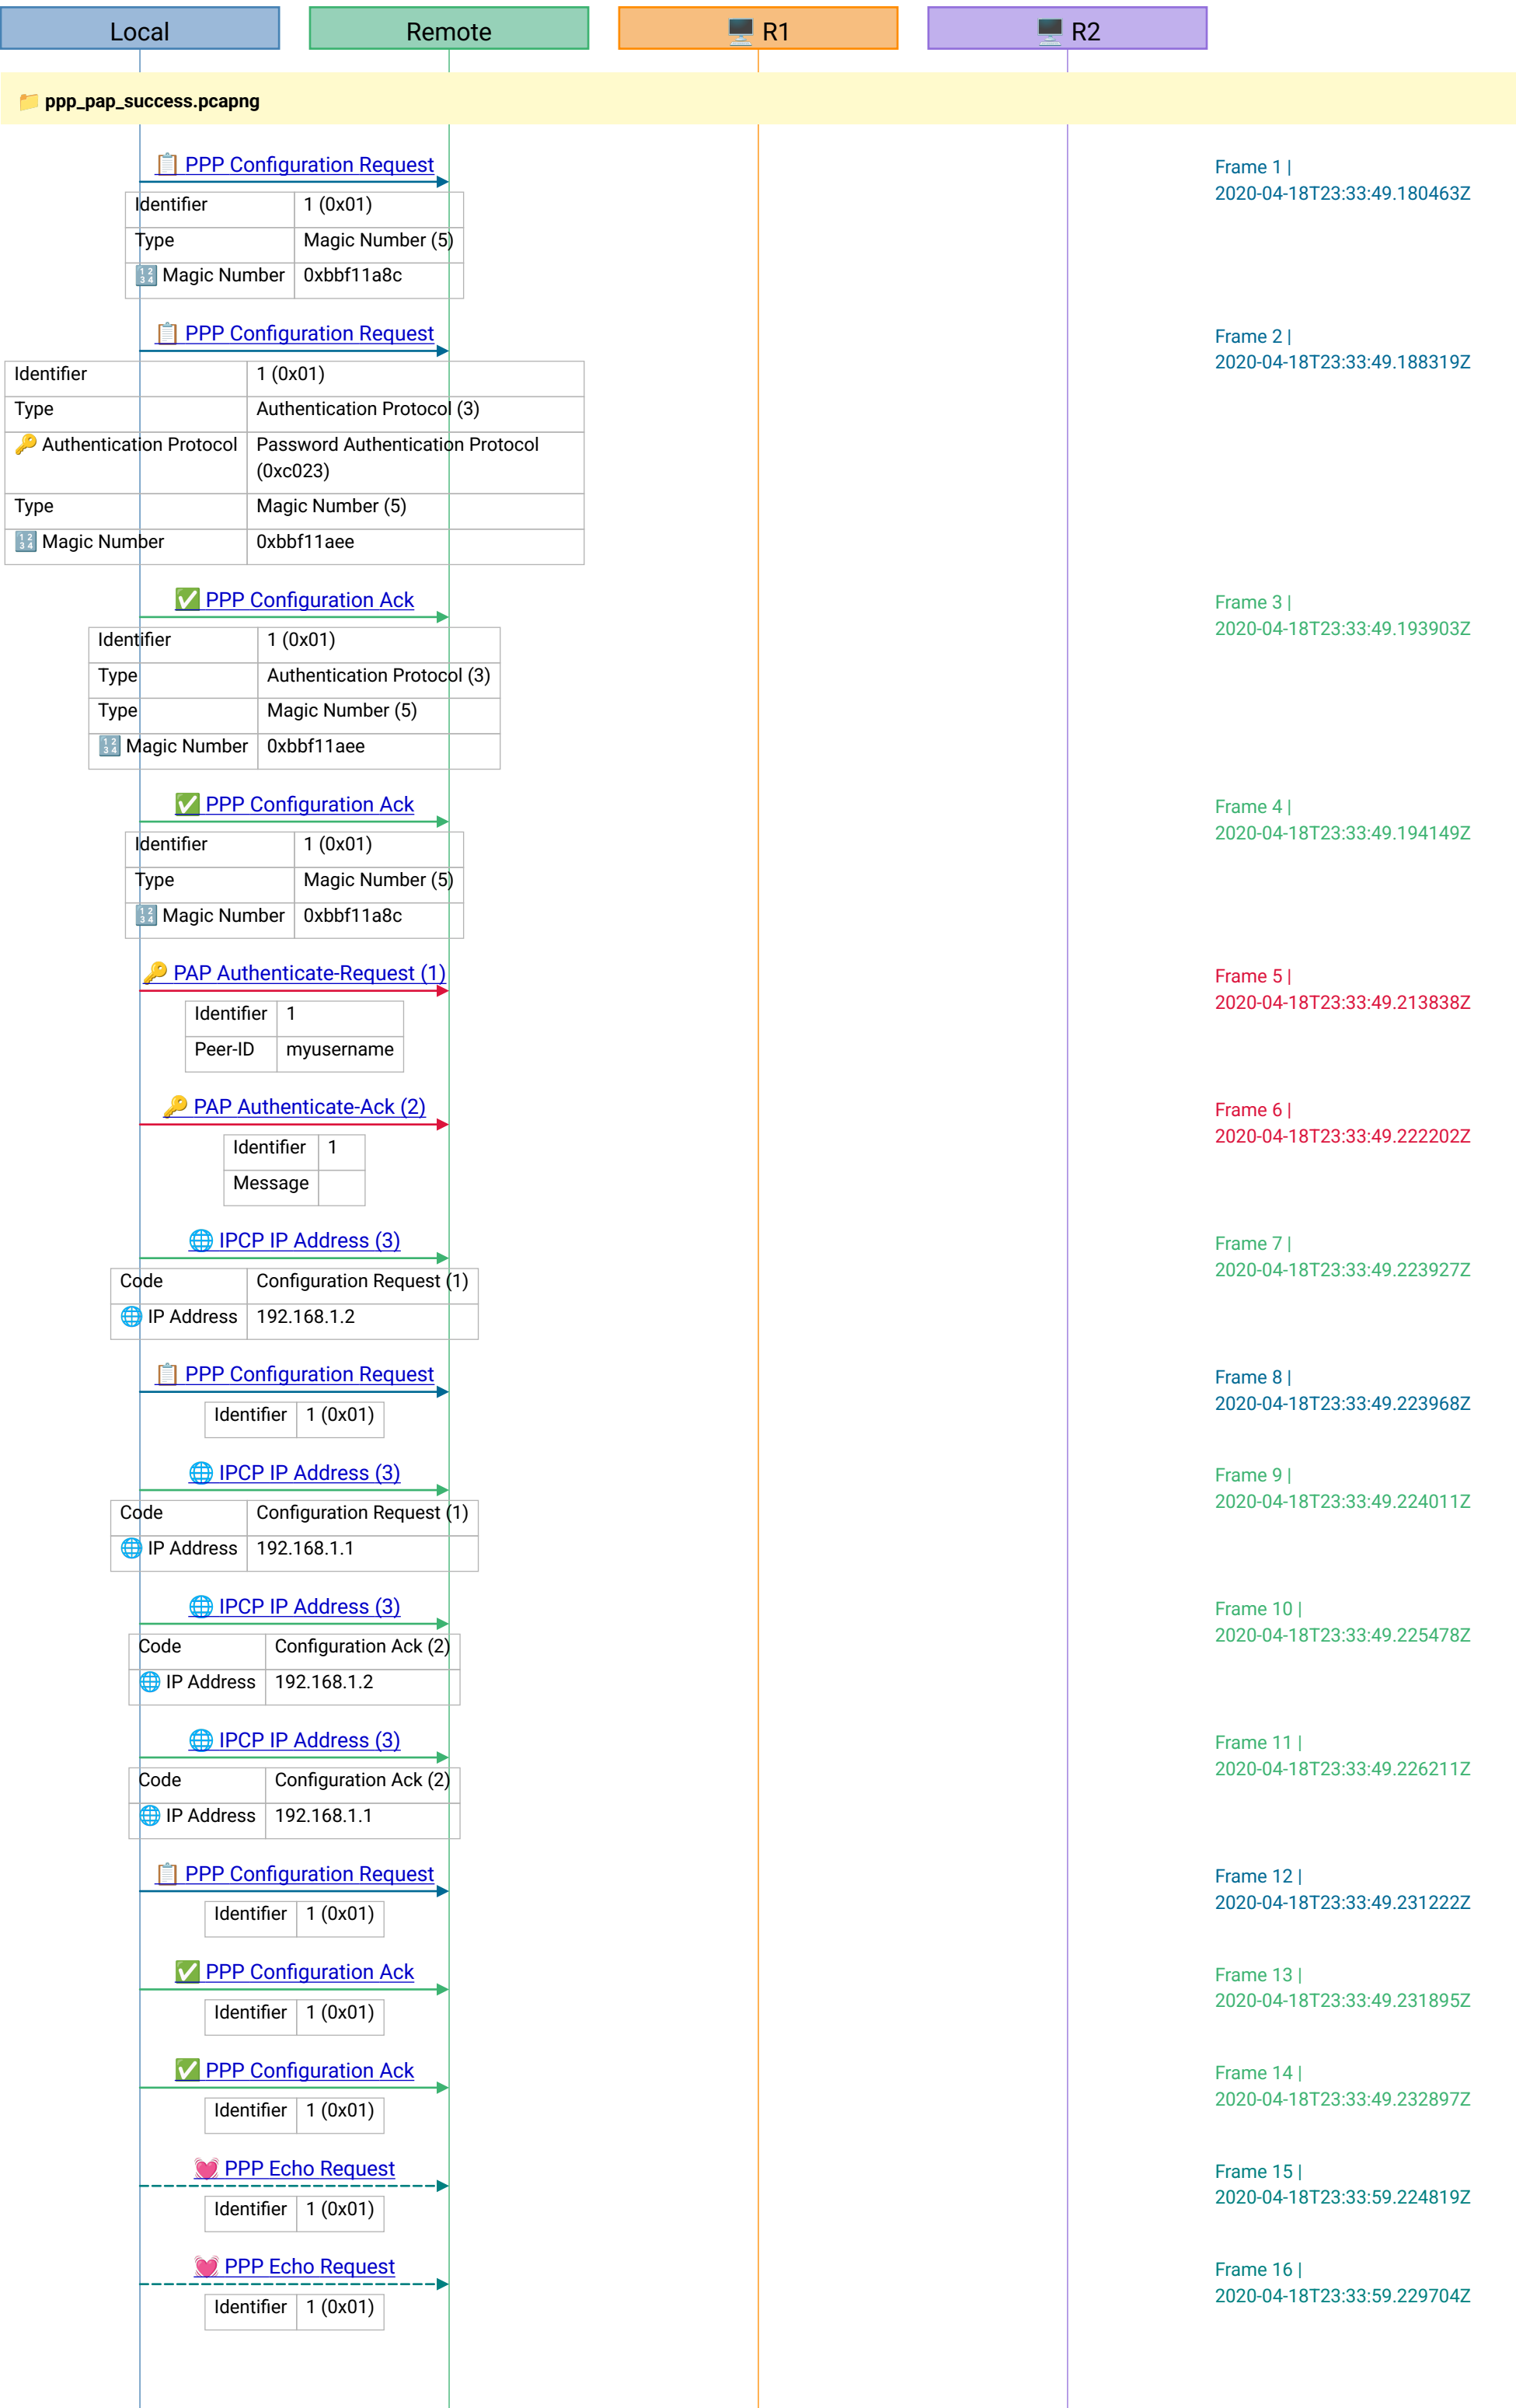 Local Remote 🖥️ R1 🖥️ R2
📁 ppp_pap_success.pcapng
📋 PPP Configuration Request
Frame 1 |
2020-04-18T23:33:49.180463Z
Identifier 1 (0x01)
Type Magic Number (5)
🔢 Magic Number 0xbbf11a8c
📋 PPP Configuration Request
Frame 2 |
2020-04-18T23:33:49.188319Z
Identifier 1 (0x01)
Type Authentication Protocol (3)
🔑 Authentication Protocol Password Authentication Protocol
(0xc023)
Type Magic Number (5)
🔢 Magic Number 0xbbf11aee
✅ PPP Configuration Ack
Frame 3 |
2020-04-18T23:33:49.193903Z
Identifier 1 (0x01)
Type Authentication Protocol (3)
Type Magic Number (5)
🔢 Magic Number 0xbbf11aee
✅ PPP Configuration Ack
Frame 4 |
2020-04-18T23:33:49.194149Z
Identifier 1 (0x01)
Type Magic Number (5)
🔢 Magic Number 0xbbf11a8c
🔑 PAP Authenticate-Request (1)
Frame 5 |
2020-04-18T23:33:49.213838Z
Identifier 1
Peer-ID myusername
🔑 PAP Authenticate-Ack (2)
Frame 6 |
2020-04-18T23:33:49.222202Z
Identifier 1
Message
🌐 IPCP IP Address (3)
Frame 7 |
2020-04-18T23:33:49.223927Z
Code Configuration Request (1)
🌐 IP Address 192.168.1.2
📋 PPP Configuration Request
Frame 8 |
2020-04-18T23:33:49.223968Z
Identifier 1 (0x01)
🌐 IPCP IP Address (3)
Frame 9 |
2020-04-18T23:33:49.224011Z
Code Configuration Request (1)
🌐 IP Address 192.168.1.1
🌐 IPCP IP Address (3)
Frame 10 |
2020-04-18T23:33:49.225478Z
Code Configuration Ack (2)
🌐 IP Address 192.168.1.2
🌐 IPCP IP Address (3)
Frame 11 |
2020-04-18T23:33:49.226211Z
Code Configuration Ack (2)
🌐 IP Address 192.168.1.1
📋 PPP Configuration Request
Frame 12 |
2020-04-18T23:33:49.231222Z
Identifier 1 (0x01)
✅ PPP Configuration Ack
Frame 13 |
2020-04-18T23:33:49.231895Z
Identifier 1 (0x01)
✅ PPP Configuration Ack
Frame 14 |
2020-04-18T23:33:49.232897Z
Identifier 1 (0x01)
💓 PPP Echo Request
Frame 15 |
2020-04-18T23:33:59.224819Z
Identifier 1 (0x01)
💓 PPP Echo Request
Frame 16 |
2020-04-18T23:33:59.229704Z
Identifier 1 (0x01)